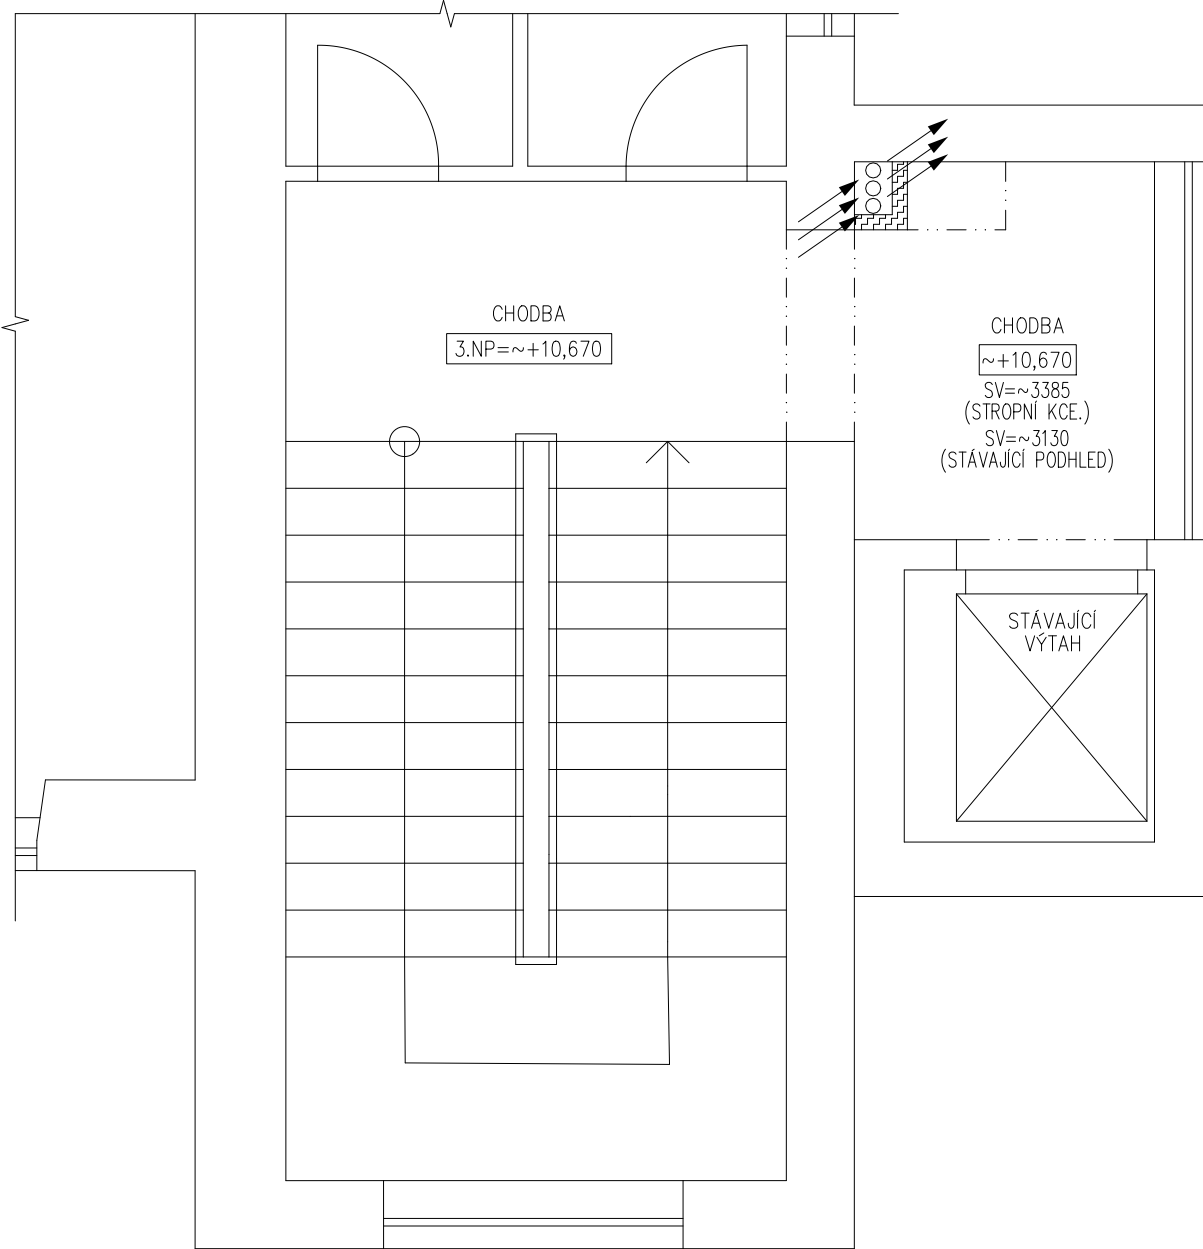 CHODBA
3.NP=~+10,670
CHODBA
~+10,670
SV=~3385
(STROPNÍ KCE.)
SV=~3130
(STÁVAJÍCÍ PODHLED)
STÁVAJÍCÍ
VÝTAH